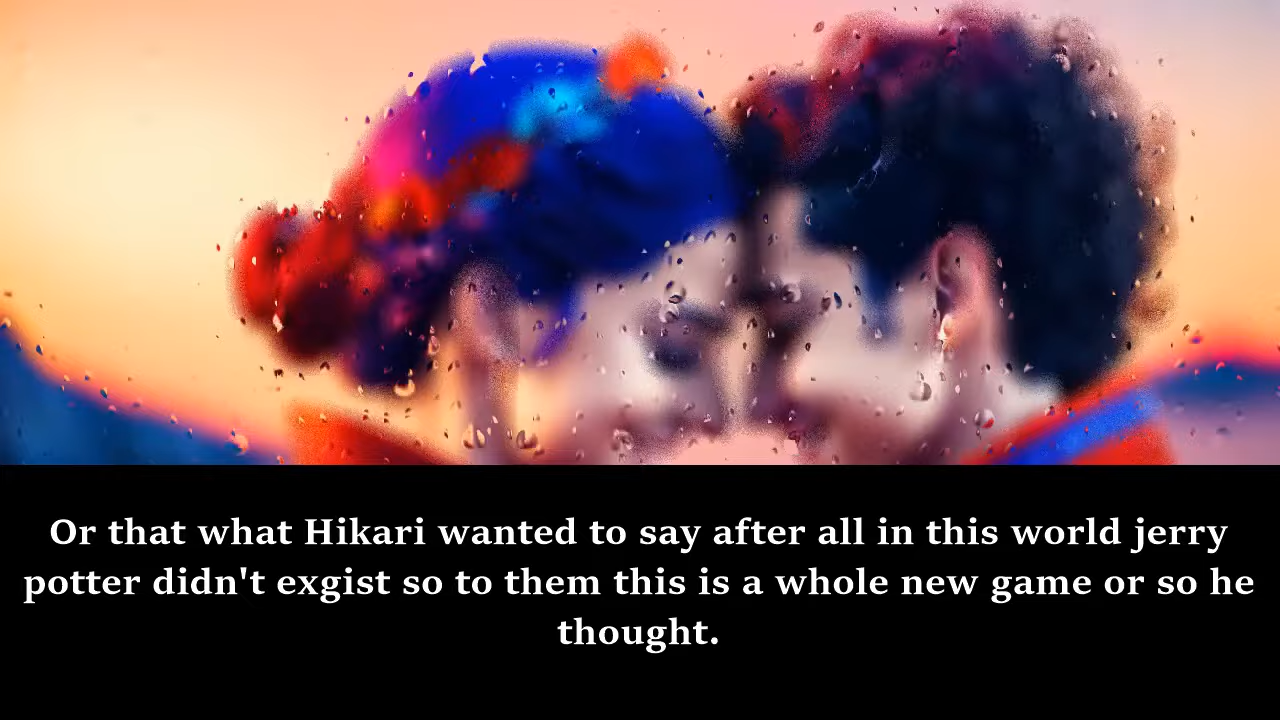 Or that what Hikari wanted to say after all in this world jerry
potter didn't exgist so to them this is a whole new game or so he
thought.